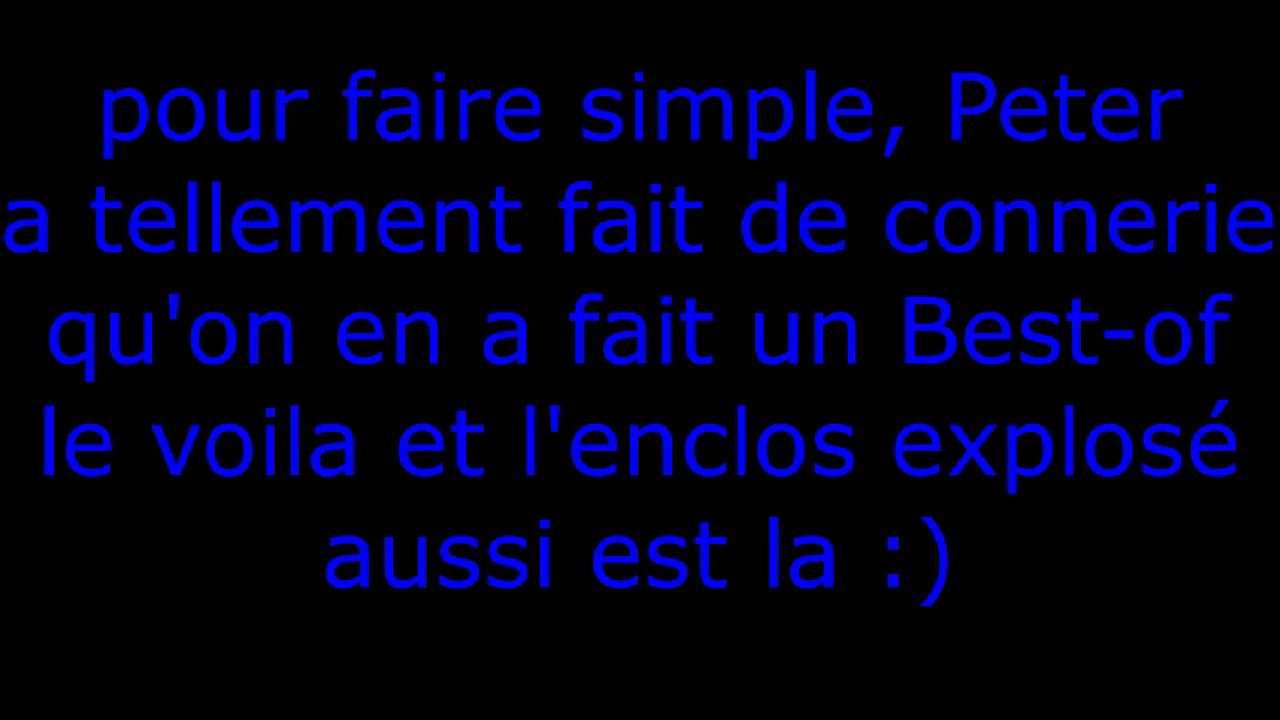 pour faire simple, Peter
a tellement fait de connerie
qu'on en a fait un Best-of
le voila et l'enclos explosé
aussi est la :)